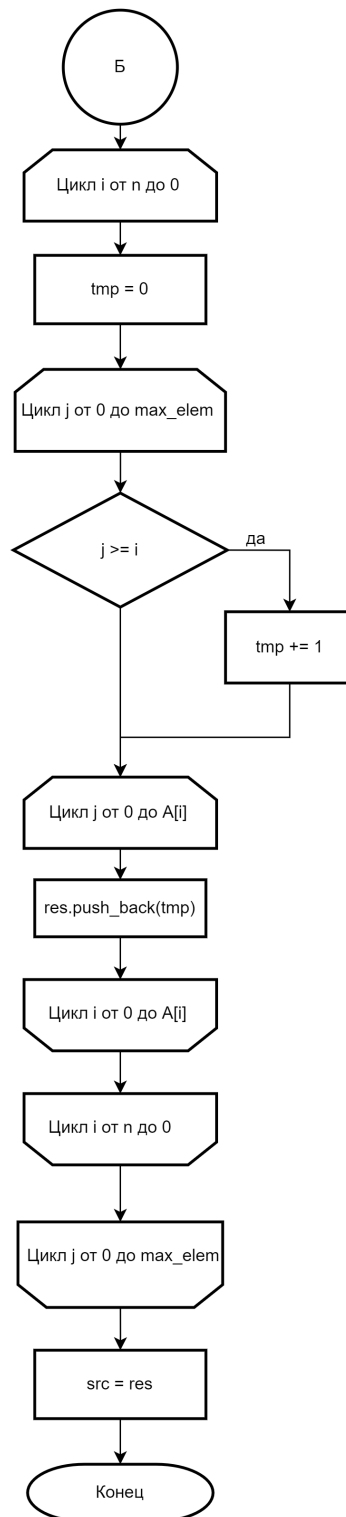 Б
Цикл i от n до 0
tmp = 0
Цикл j от 0 до max_elem
j >= i
да
tmp += 1
Цикл j от 0 до A[i]
res.push_back(tmp)
Цикл i от 0 до A[i]
Цикл i от n до 0
Цикл j от 0 до max_elem
src = res
Конец